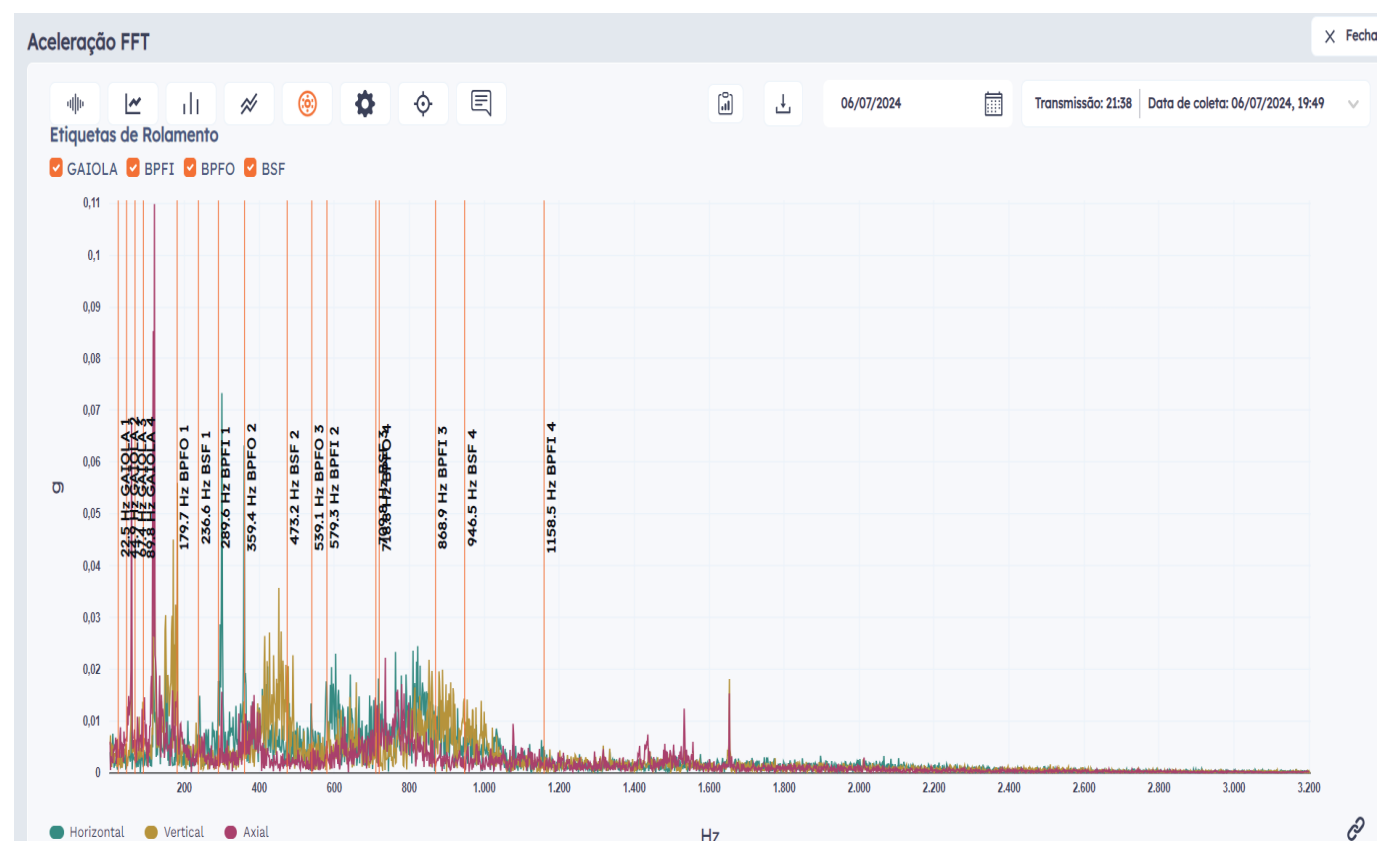 Aceleração FFT
X Fecha
06/07/2024
Transmissão: 21:38
Data de coleta: 06/07/2024, 19:49
Etiquetas de Rolamento
GAIOLA BPFI BPFO BSF
0,11
0,1
0,09
0,08
0,07
0,06
0,05
0,04
0,03
0,02
0,01
0
g
22.5 Hz GAIOLA 1
89.8 Hz GAIOLA 4
179.7 Hz BPFO 1
236.6 Hz BSF 1
289.6 Hz BPFI 1
359.4 Hz BPFO 2
473.2 Hz BSF 2
539.1 Hz BPFO 3
579.3 Hz BPFI 2
868.9 Hz BPFI 3
946.5 Hz BSF 4
1158.5 Hz BPFI 4
200 400 600 800 1.000 1.200 1.400 1.600 1.800 2.000 2.200 2.400 2.600 2.800 3.000 3.200
Horizontal Vertical Axial
Hz